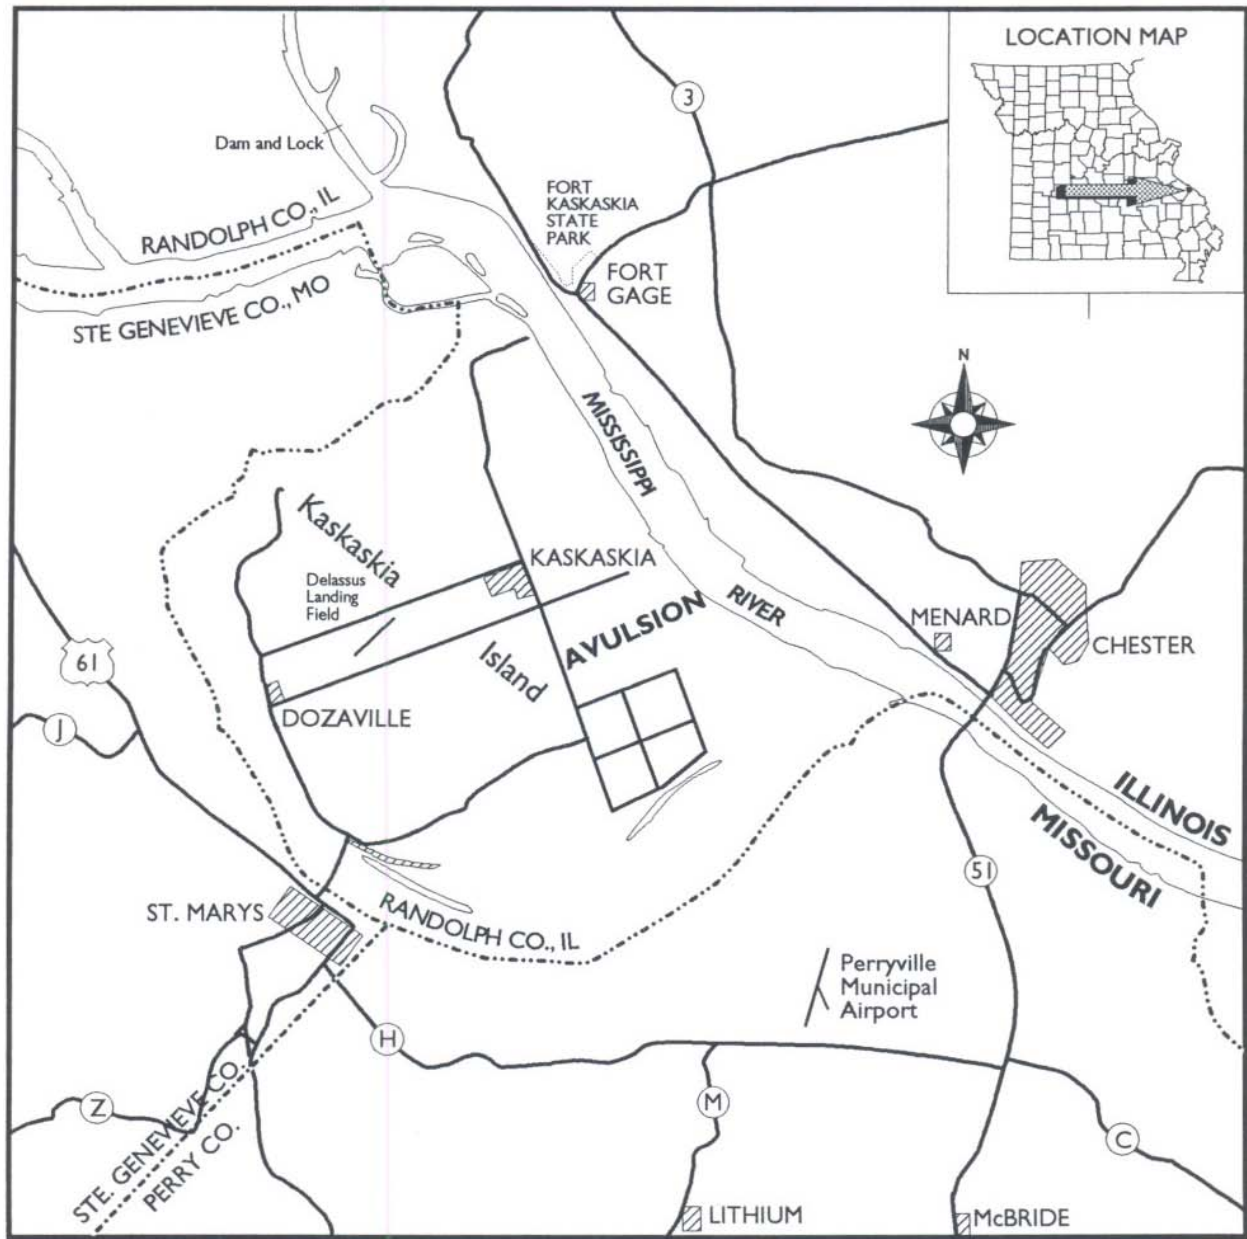 LOCATION MAP
3
Dam and Lock
FORT
KASKASKIA
STATE
PARK
RANDOLPH CO., IL
FORT
GAGE
STE GENEVIEVE CO., MO
N
MISSISSIPPI
RIVER
Kaskaskia
Island
KASKASKIA
Delassus
Landing
Field
AVULSION
MENARD
CHESTER
61
J
DOZAVILLE
ILLINOIS
MISSOURI
51
ST. MARYS
RANDOLPH CO., IL
Perryville
Municipal
Airport
H
STE. GENEVIEVE CO.
PERRY CO.
Z
M
C
LITHIUM
McBRIDE